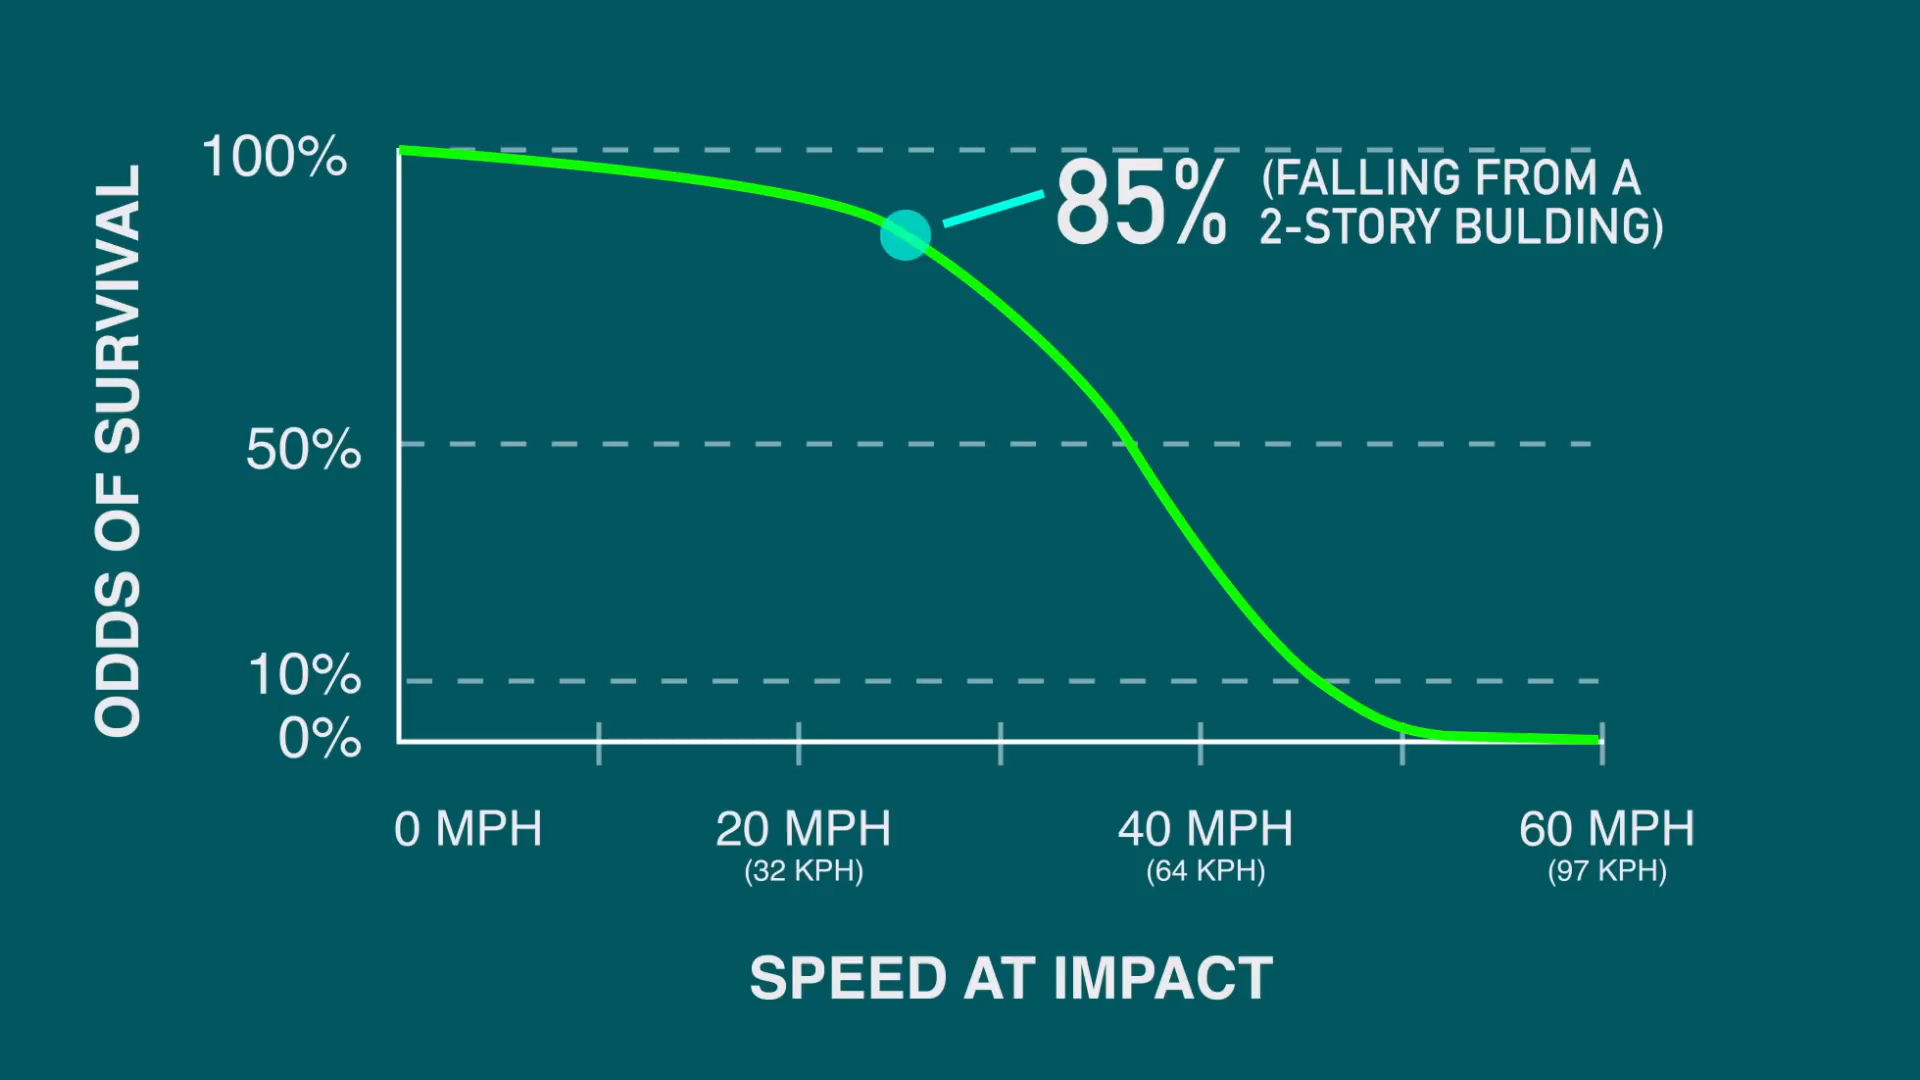 ODDS OF SURVIVAL
100%
50%
10%
0%
85%
(FALLING FROM A
2-STORY BULDING)
0 MPH
20 MPH
(32 KPH)
40 MPH
(64 KPH)
60 MPH
(97 KPH)
SPEED AT IMPACT